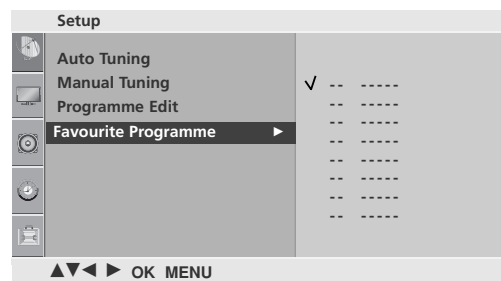 Setup
Auto Tuning
Manual Tuning
Programme Edit
Favourite Programme ►
√ -- -----
-- -----
-- -----
-- -----
-- -----
-- -----
-- -----
-- -----
▲▼◄ ► OK MENU